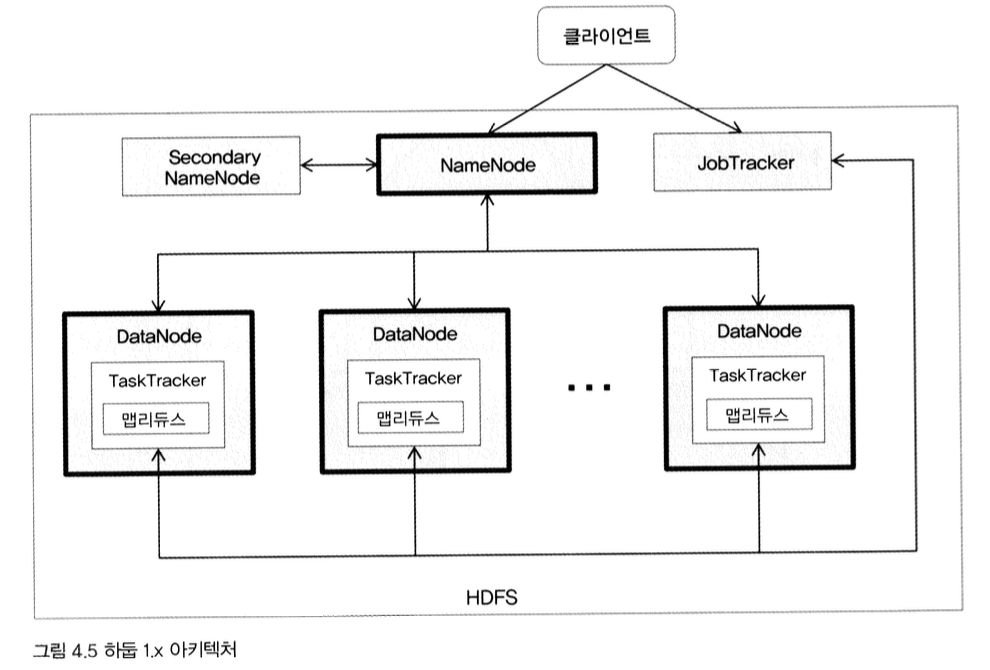 클라이언트
Secondary
NameNode
NameNode
JobTracker
DataNode
TaskTracker
맵리듀스
DataNode
TaskTracker
맵리듀스
...
DataNode
TaskTracker
맵리듀스
HDFS
그림 4.5 하둡 1.x 아키텍처